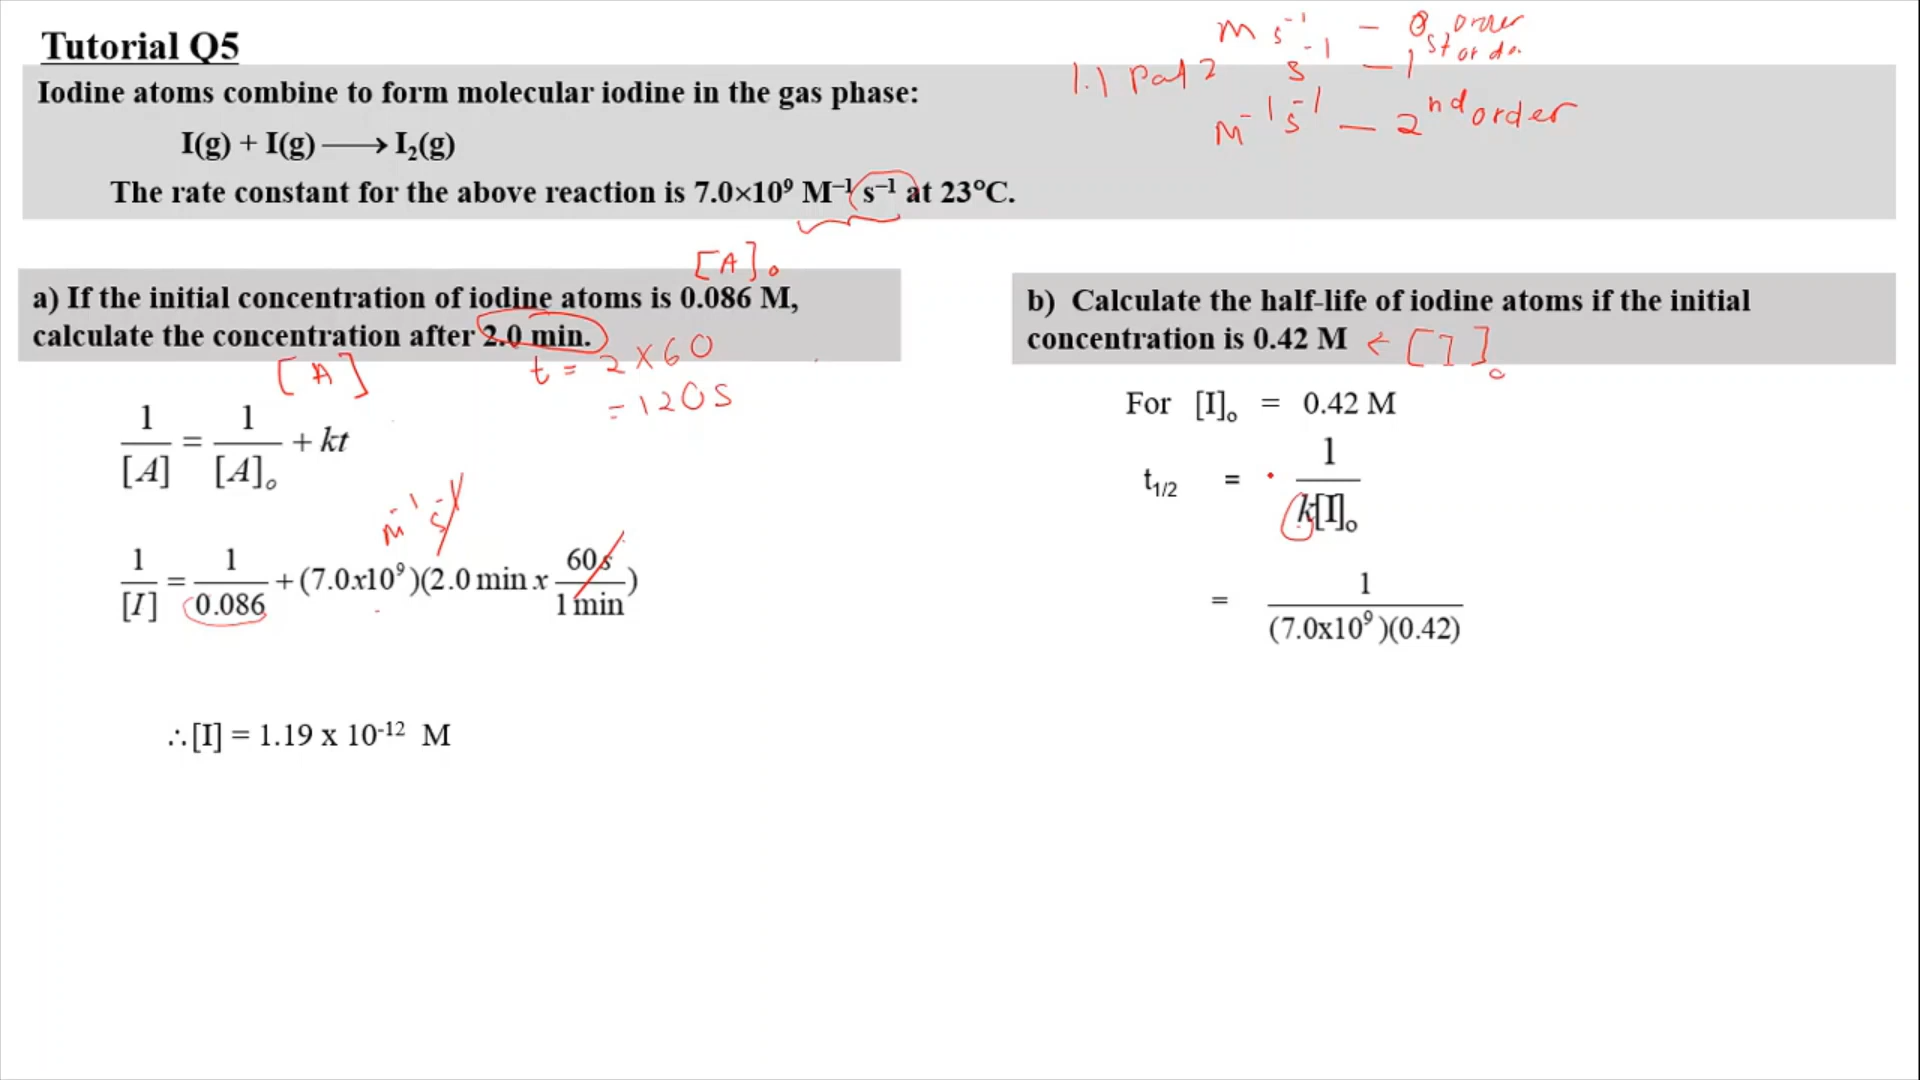 Tutorial Q5
M s⁻¹ — 0 order
1.1 Part 2 s⁻¹ — 1st order
M⁻¹ s⁻¹ — 2nd order
Iodine atoms combine to form molecular iodine in the gas phase:
I(g) + I(g) ⟶ I₂(g)
The rate constant for the above reaction is 7.0×10⁹ M⁻¹ s⁻¹ at 23°C.
[A]₀
a) If the initial concentration of iodine atoms is 0.086 M,
calculate the concentration after 2.0 min.
[A]
t = 2 x 60
= 120 s
1/[A] = 1/[A]ₒ + kt
M⁻¹ s⁻¹
1/[I] = 1/0.086 + (7.0x10⁹)(2.0 min x 60s/1 min)
∴[I] = 1.19 x 10⁻¹² M
b) Calculate the half-life of iodine atoms if the initial
concentration is 0.42 M ← [I]₀
For [I]ₒ = 0.42 M
t₁/₂ = 1/k[I]ₒ
= 1/(7.0x10⁹)(0.42)